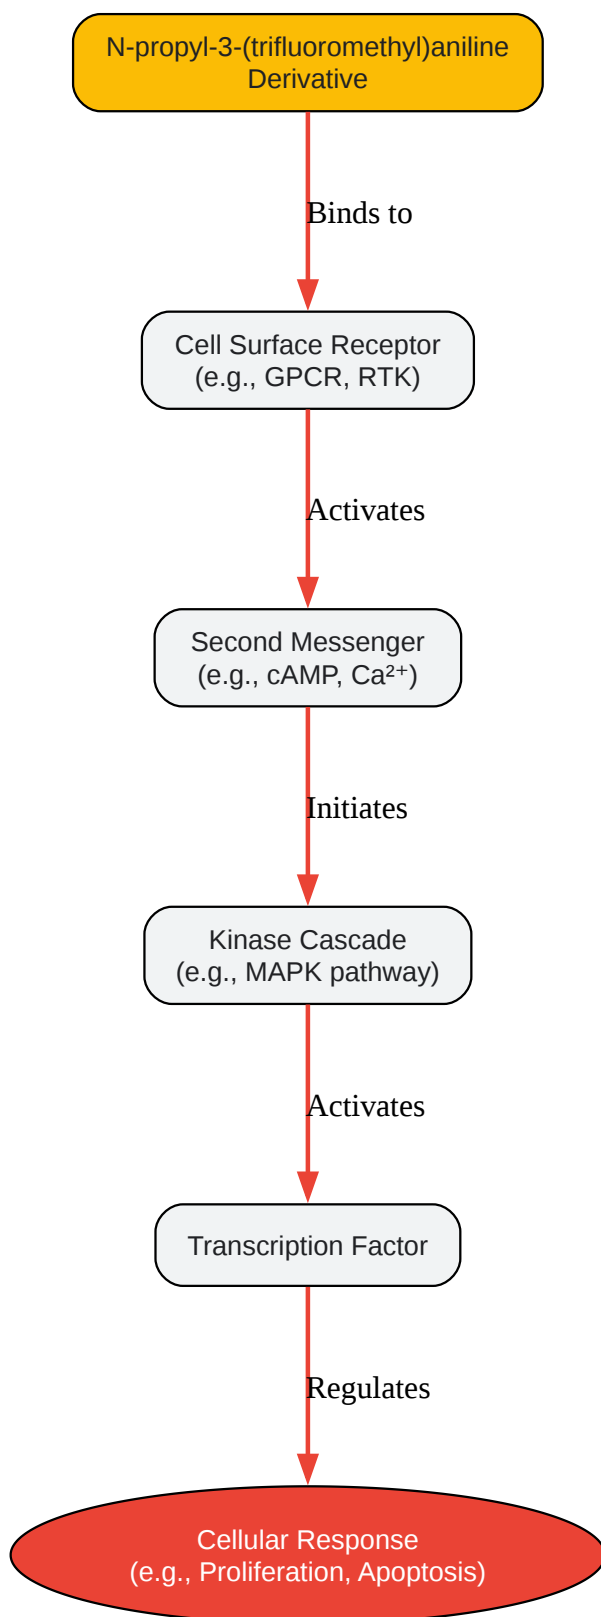 N-propyl-3-(trifluoromethyl)aniline
Derivative
Binds to
Cell Surface Receptor
(e.g., GPCR, RTK)
Activates
Second Messenger
(e.g., cAMP, Ca²⁺)
Initiates
Kinase Cascade
(e.g., MAPK pathway)
Activates
Transcription Factor
Regulates
Cellular Response
(e.g., Proliferation, Apoptosis)